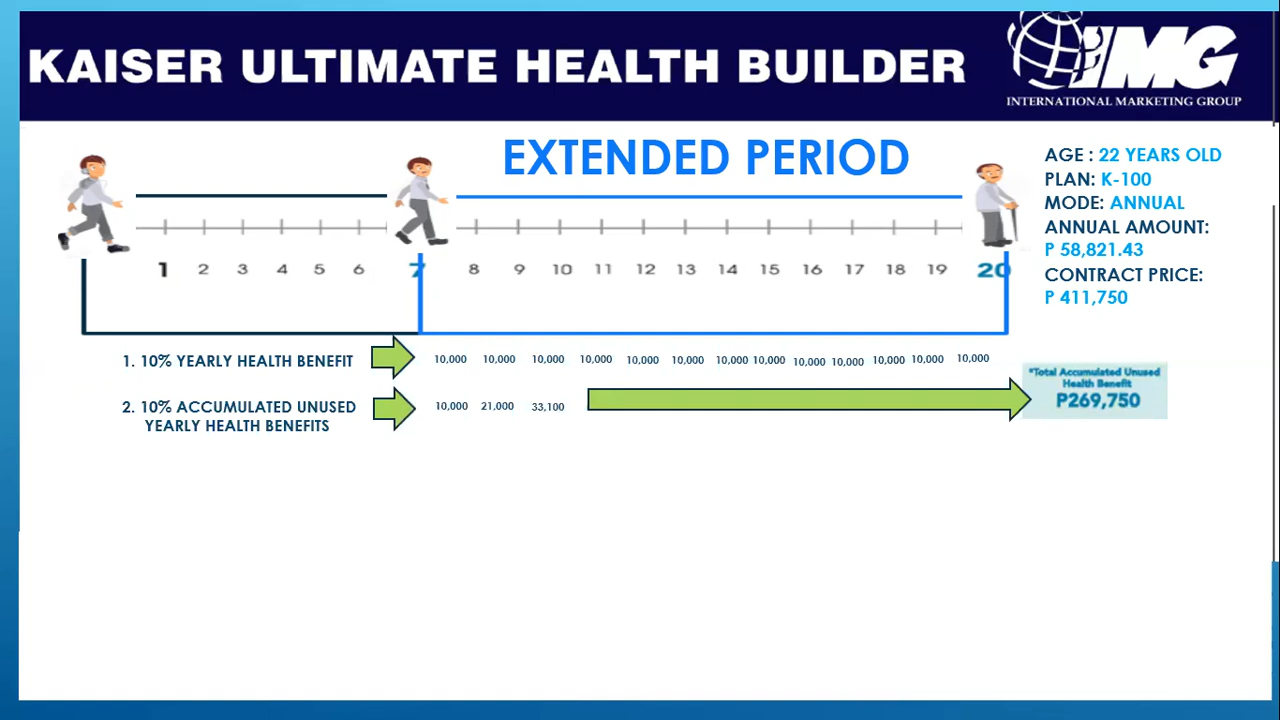 KAISER ULTIMATE HEALTH BUILDER
IMG
INTERNATIONAL MARKETING GROUP
EXTENDED PERIOD
AGE : 22 YEARS OLD
PLAN: K-100
MODE: ANNUAL
ANNUAL AMOUNT:
P 58,821.43
CONTRACT PRICE:
P 411,750
1 2 3 4 5 6 7 8 9 10 11 12 13 14 15 16 17 18 19 20
1. 10% YEARLY HEALTH BENEFIT 10,000 10,000 10,000 10,000 10,000 10,000 10,000 10,000 10,000 10,000 10,000 10,000 10,000
2. 10% ACCUMULATED UNUSED 10,000 21,000 33,100
YEARLY HEALTH BENEFITS
*Total Accumulated Unused
Health Benefit
P269,750